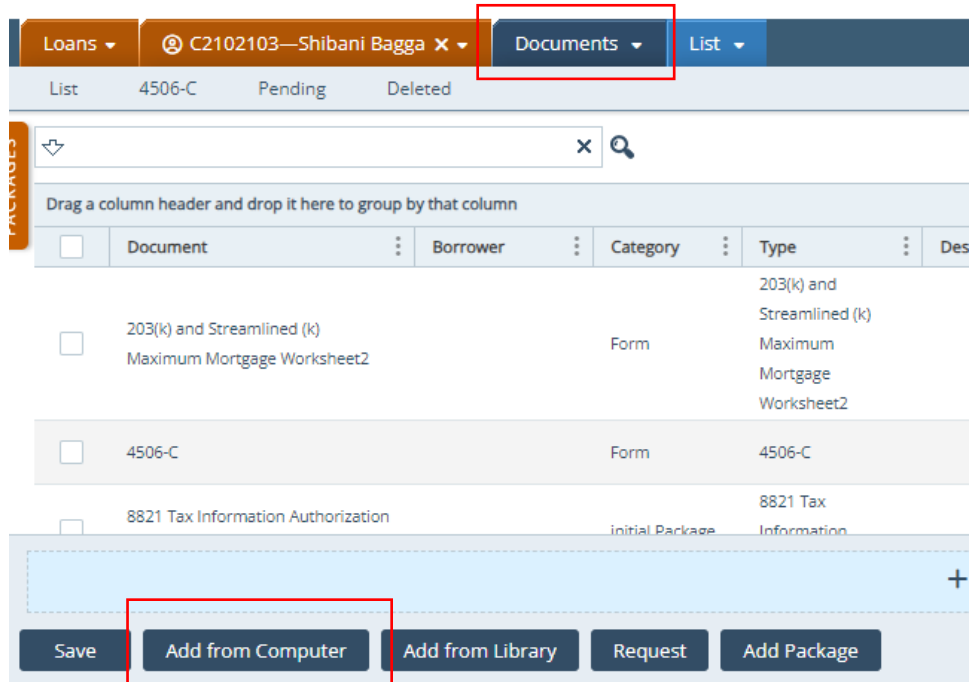 Loans C2102103—Shibani Bagga Documents List
List 4506-C Pending Deleted
PACKAGES
Drag a column header and drop it here to group by that column
Document Borrower Category Type Des
203(k) and Streamlined (k)
Maximum Mortgage Worksheet2
Form
203(k) and
Streamlined (k)
Maximum
Mortgage
Worksheet2
4506-C Form 4506-C
8821 Tax Information Authorization
initial Package
8821 Tax
Information
Save Add from Computer Add from Library Request Add Package